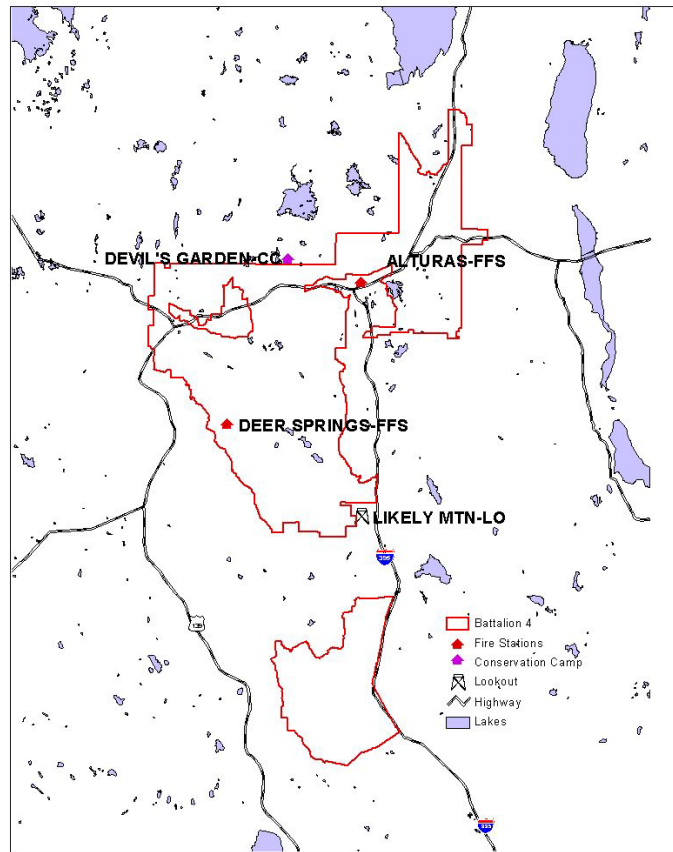 DEVIL'S GARDEN-CC
ALTURAS-FFS
DEER SPRINGS-FFS
LIKELY MTN-LO
395
Battalion 4
Fire Stations
Conservation Camp
Lookout
Highway
Lakes